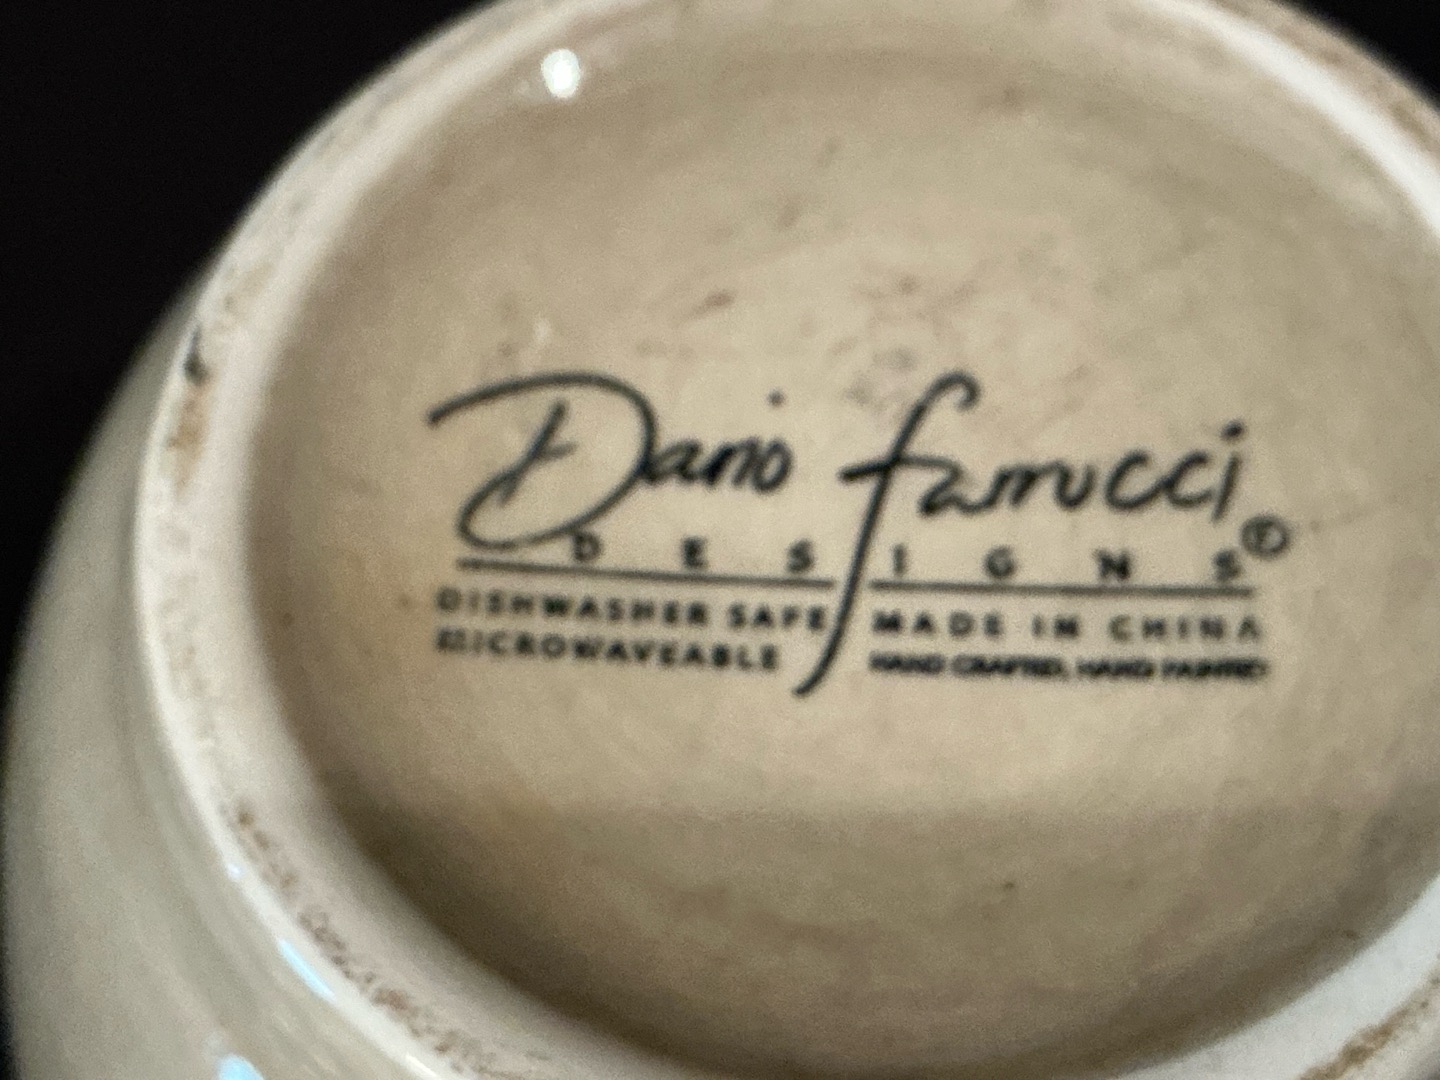 Dario farrucci
DESIGNS®
DISHWASHER SAFE MADE IN CHINA
MICROWAVEABLE HAND CRAFTED, HAND PAINTED